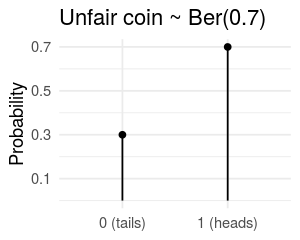 Unfair coin ~ Ber(0.7)
Probability
0.7
0.5
0.3
0.1
0 (tails) 1 (heads)